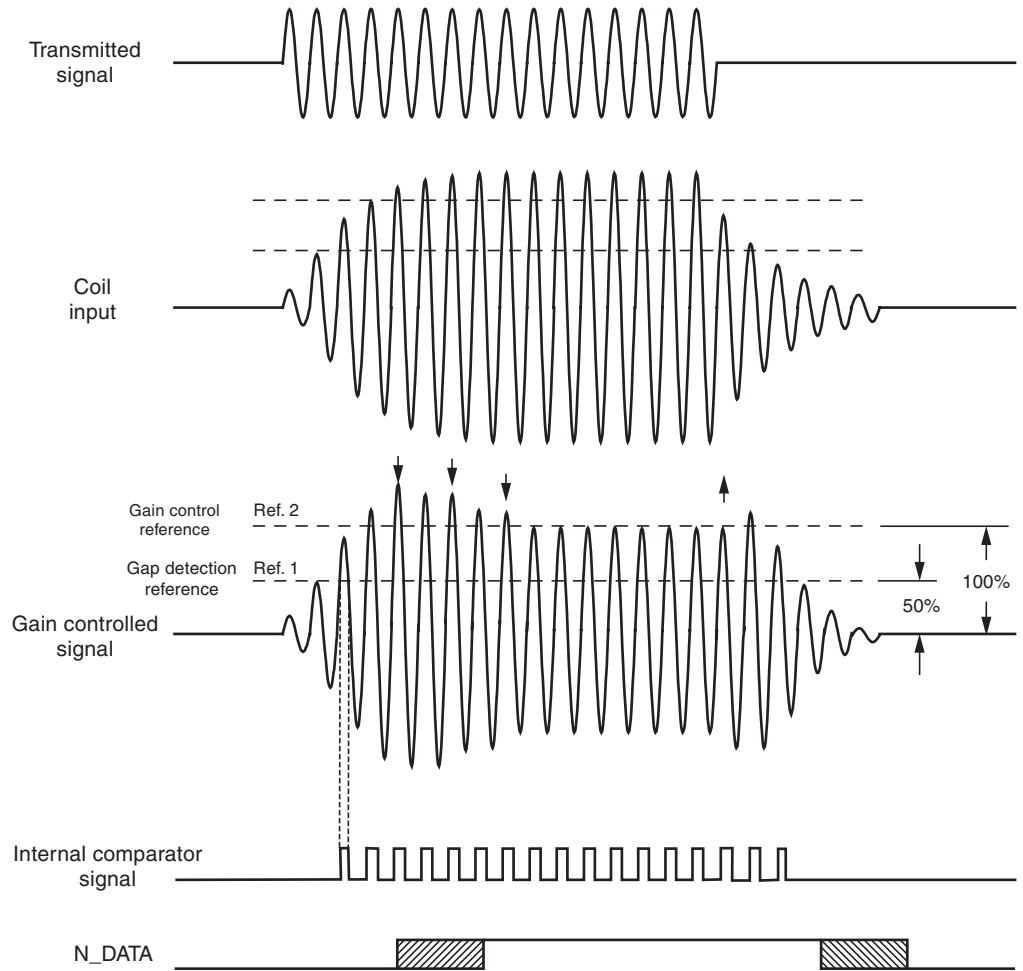 Transmitted
signal
Coil
input
Gain control
reference
Ref. 2
Gap detection
reference
Ref. 1
100%
50%
Gain controlled
signal
Internal comparator
signal
N_DATA